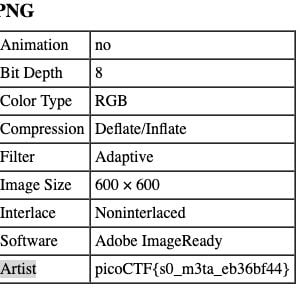 PNG
Animation no
Bit Depth 8
Color Type RGB
Compression Deflate/Inflate
Filter Adaptive
Image Size 600 × 600
Interlace Noninterlaced
Software Adobe ImageReady
Artist picoCTF{s0_m3ta_eb36bf44}